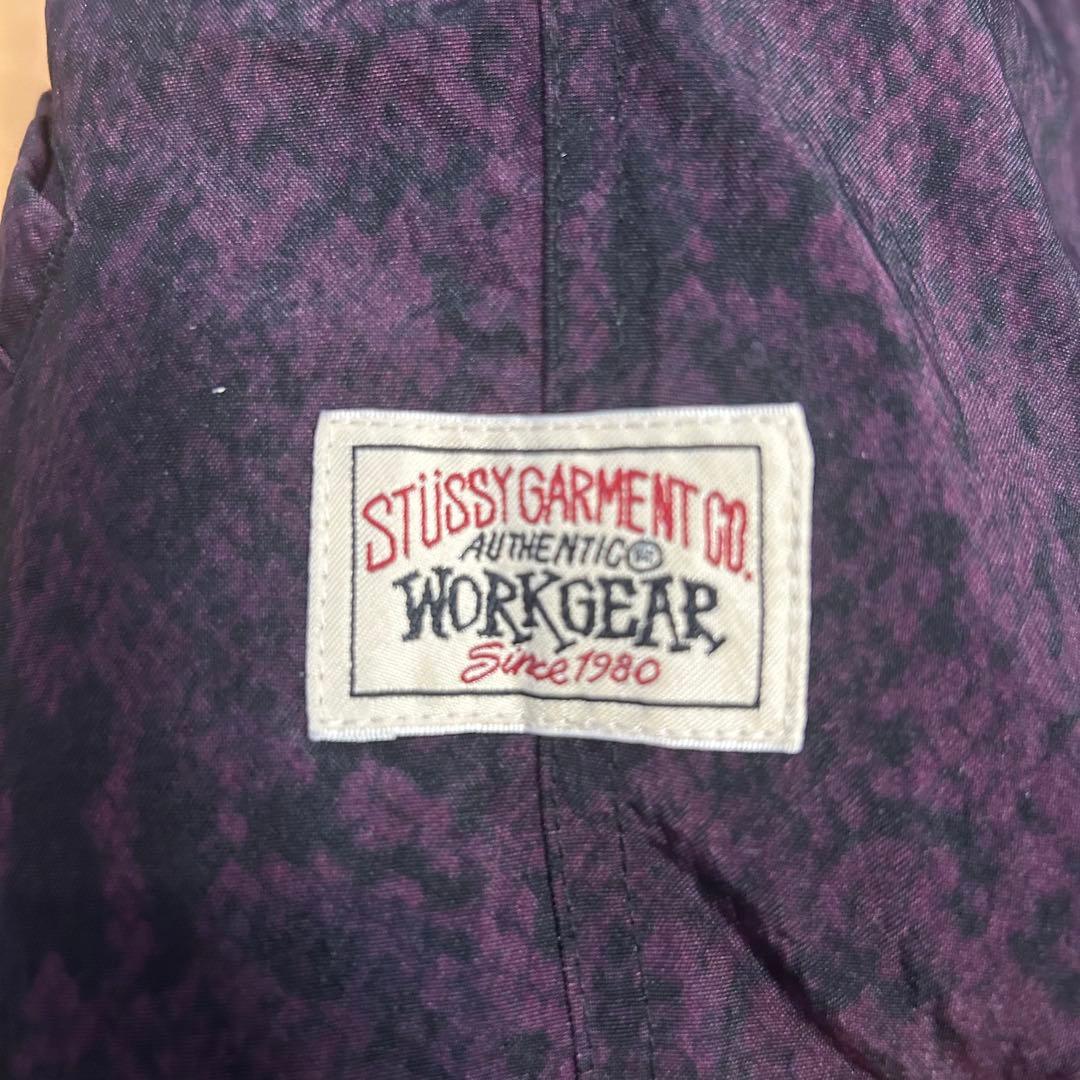 STÜSSY GARMENT CO.
AUTHENTIC
WORKGEAR
Since 1980